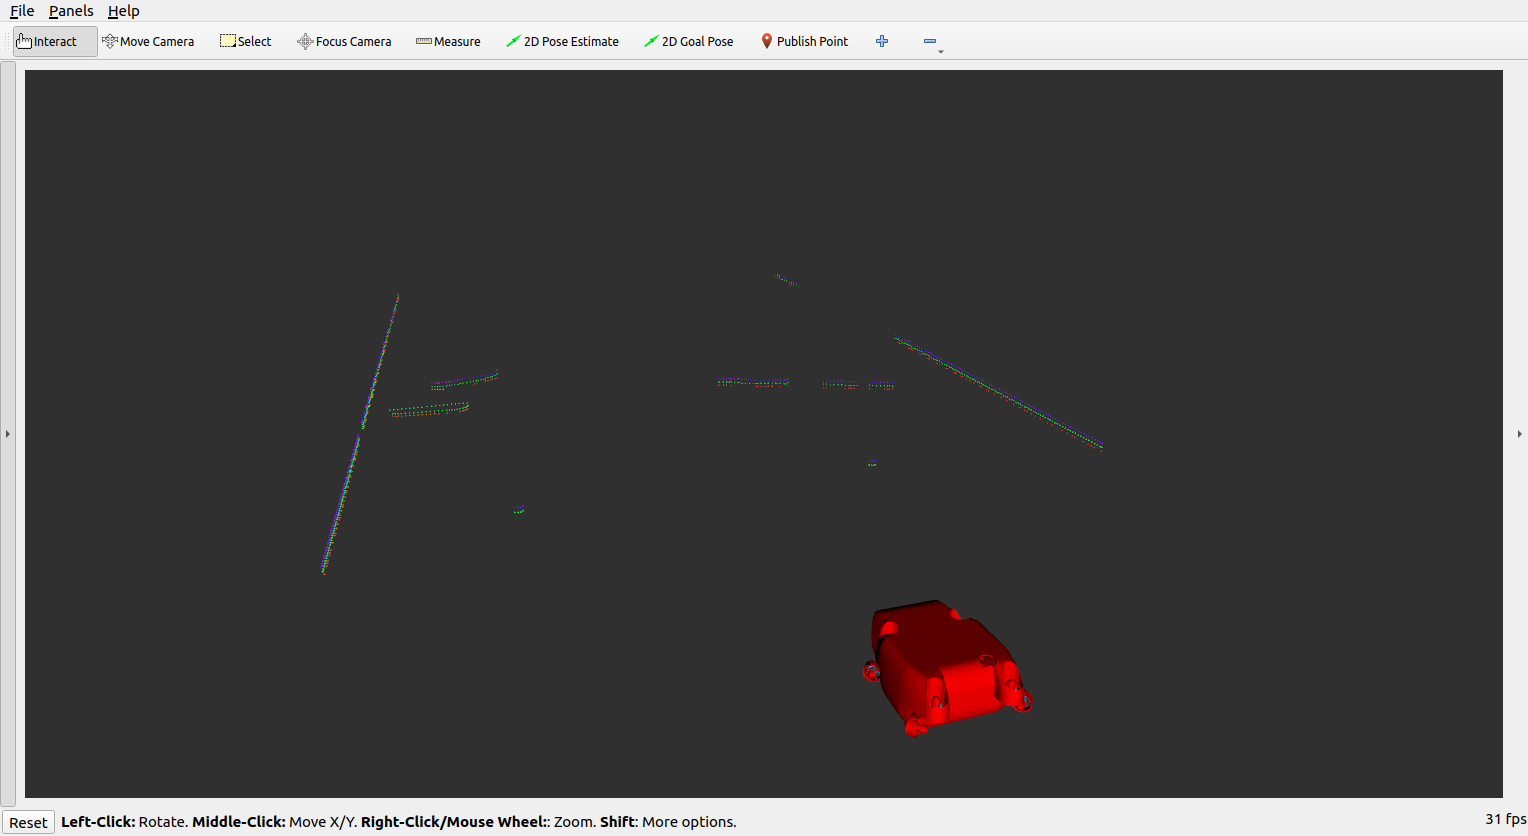 File Panels Help
Interact Move Camera Select Focus Camera Measure 2D Pose Estimate 2D Goal Pose Publish Point
Reset Left-Click: Rotate. Middle-Click: Move X/Y. Right-Click/Mouse Wheel:: Zoom. Shift: More options. 31 fps